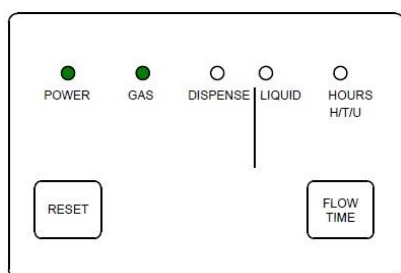 POWER GAS DISPENSE LIQUID HOURS
H/T/U
RESET
FLOW
TIME